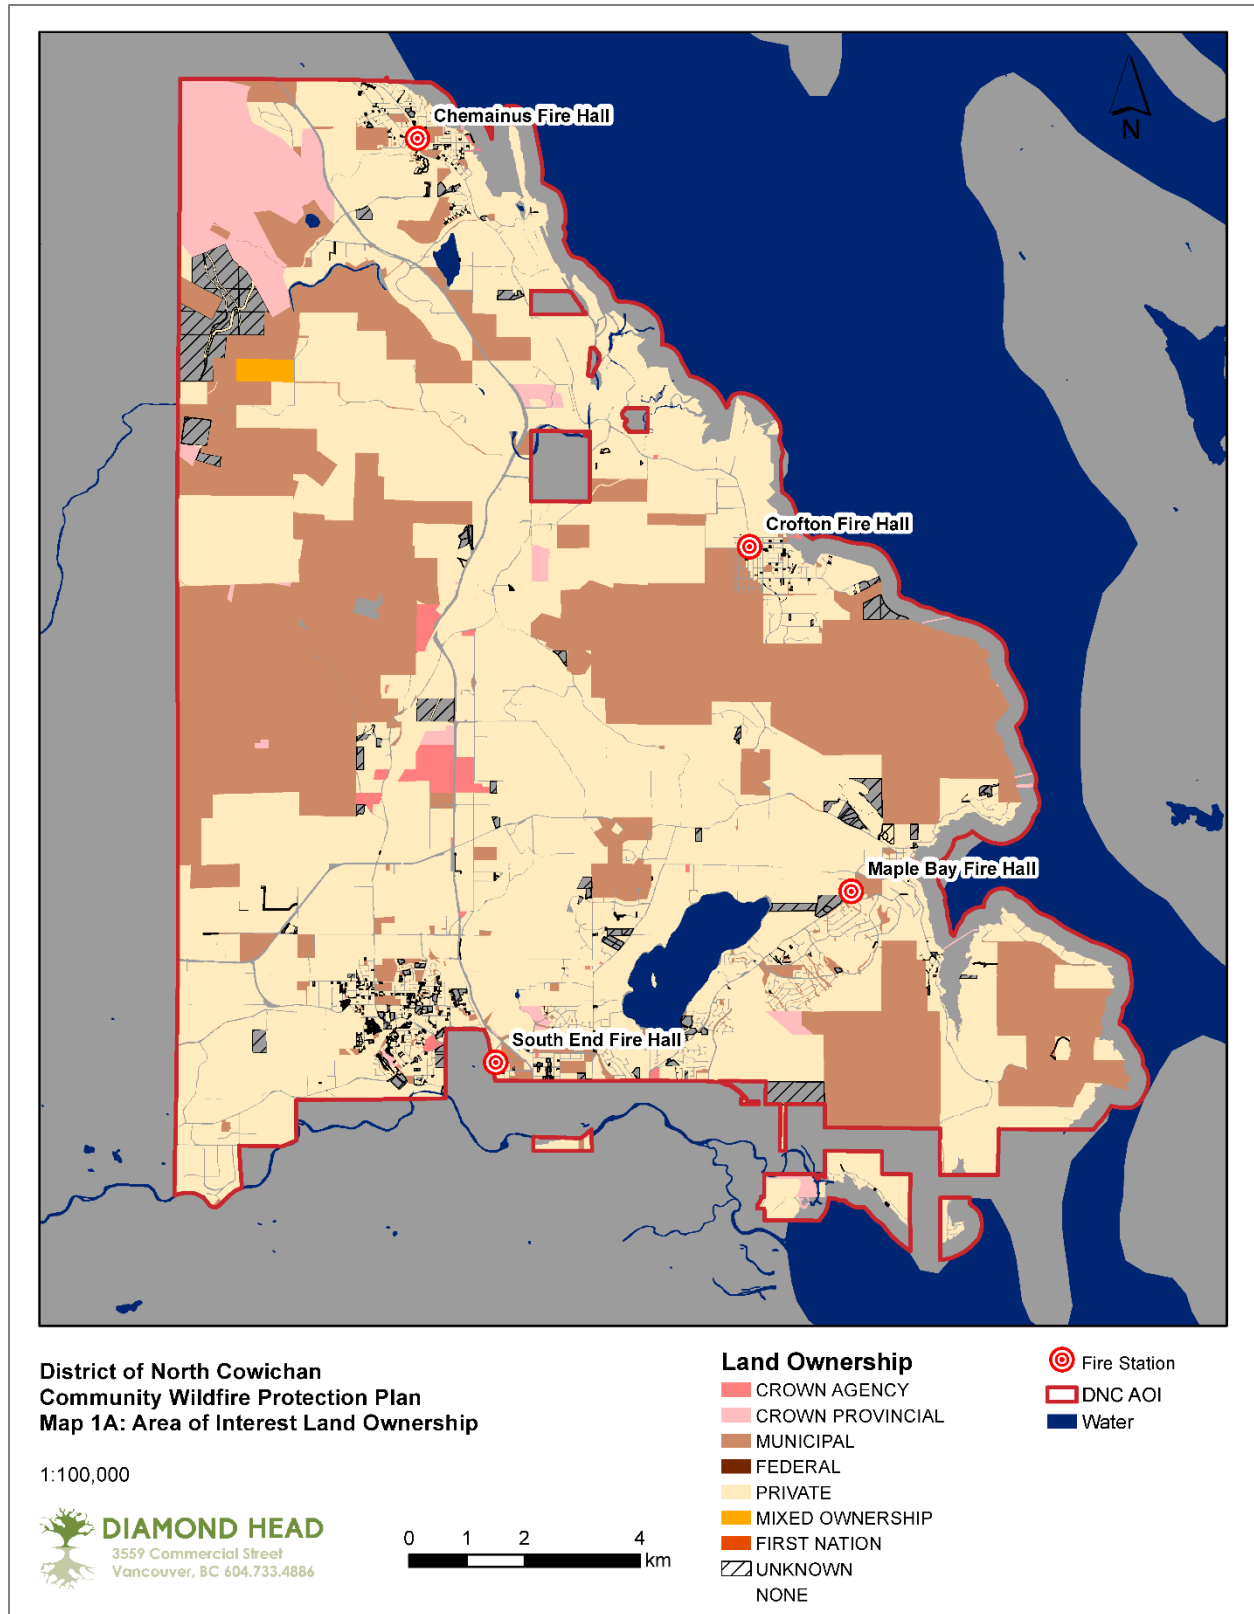 Chemainus Fire Hall
N
Crofton Fire Hall
Maple Bay Fire Hall
South End Fire Hall
District of North Cowichan
Community Wildfire Protection Plan
Map 1A: Area of Interest Land Ownership
1:100,000
DIAMOND HEAD
3559 Commercial Street
Vancouver, BC 604.733.4886
0 1 2 4
km
Land Ownership
CROWN AGENCY
CROWN PROVINCIAL
MUNICIPAL
FEDERAL
PRIVATE
MIXED OWNERSHIP
FIRST NATION
UNKNOWN
NONE
Fire Station
DNC AOI
Water